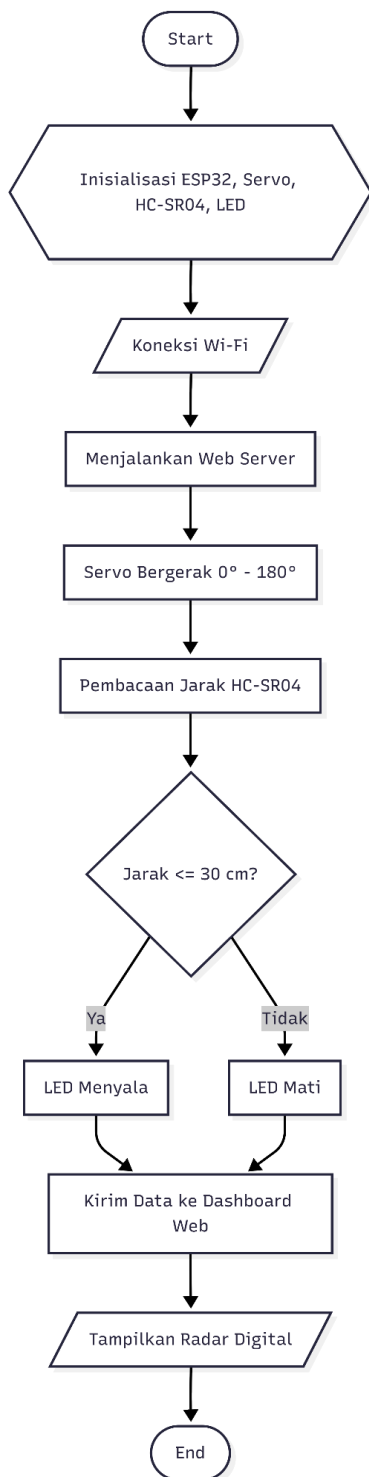 Start
Inisialisasi ESP32, Servo,
HC-SR04, LED
Koneksi Wi-Fi
Menjalankan Web Server
Servo Bergerak 0° - 180°
Pembacaan Jarak HC-SR04
Jarak <= 30 cm?
Ya
Tidak
LED Menyala
LED Mati
Kirim Data ke Dashboard
Web
Tampilkan Radar Digital
End